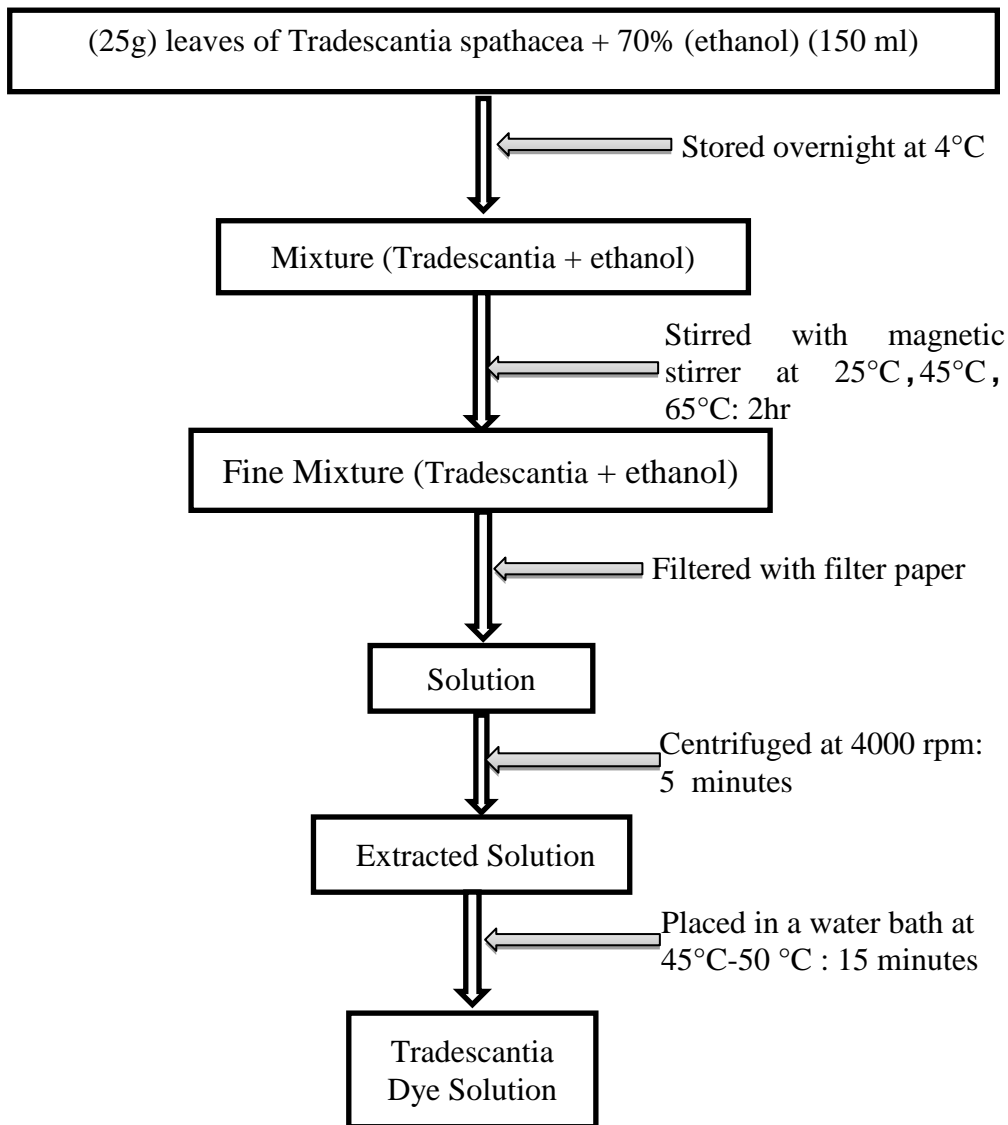 (25g) leaves of Tradescantia spathacea + 70% (ethanol) (150 ml)
Stored overnight at 4°C
Mixture (Tradescantia + ethanol)
Stirred with magnetic
stirrer at 25°C, 45°C,
65°C: 2hr
Fine Mixture (Tradescantia + ethanol)
Filtered with filter paper
Solution
Centrifuged at 4000 rpm:
5 minutes
Extracted Solution
Placed in a water bath at
45°C-50 °C : 15 minutes
Tradescantia
Dye Solution